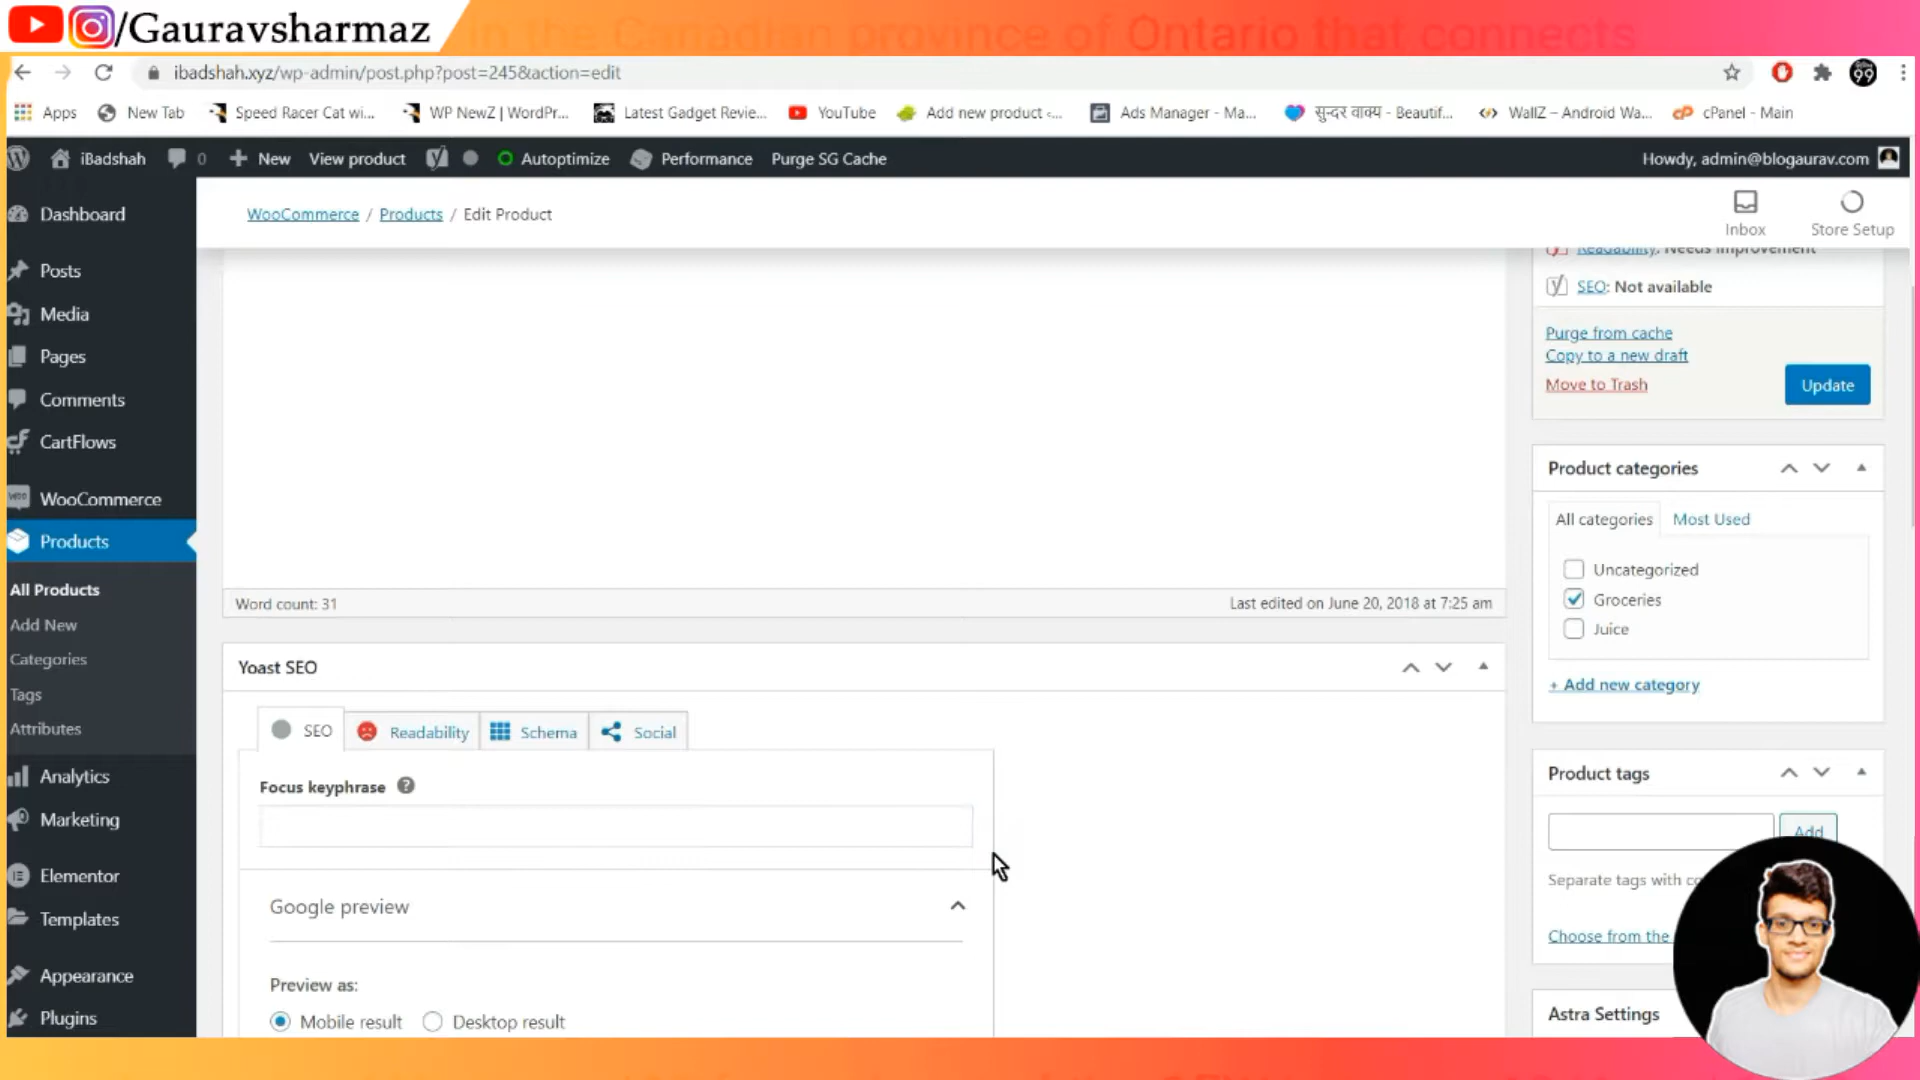 /Gauravsharmaz
in the Canadian province of Ontario that connects
ibadshah.xyz/wp-admin/post.php?post=245&action=edit
Apps New Tab Speed Racer Cat wi... WP NewZ | WordPr... Latest Gadget Revie... YouTube Add new product <... Ads Manager - Ma... सुन्दर वाक्य - Beautif... WallZ – Android Wa... cPanel - Main
iBadshah 0 New View product Autoptimize Performance Purge SG Cache Howdy, admin@blogaurav.com
WooCommerce / Products / Edit Product
Inbox Store Setup
Dashboard
Posts
Media
Pages
Comments
CartFlows
WooCommerce
Products
All Products
Add New
Categories
Tags
Attributes
Analytics
Marketing
Elementor
Templates
Appearance
Plugins
Word count: 31 Last edited on June 20, 2018 at 7:25 am
Yoast SEO
SEO Readability Schema Social
Focus keyphrase
Google preview
Preview as:
Mobile result Desktop result
Readability: Needs improvement
SEO: Not available
Purge from cache
Copy to a new draft
Move to Trash
Update
Product categories
All categories Most Used
Uncategorized
Groceries
Juice
+ Add new category
Product tags
Add
Separate tags with co
Choose from the
Astra Settings